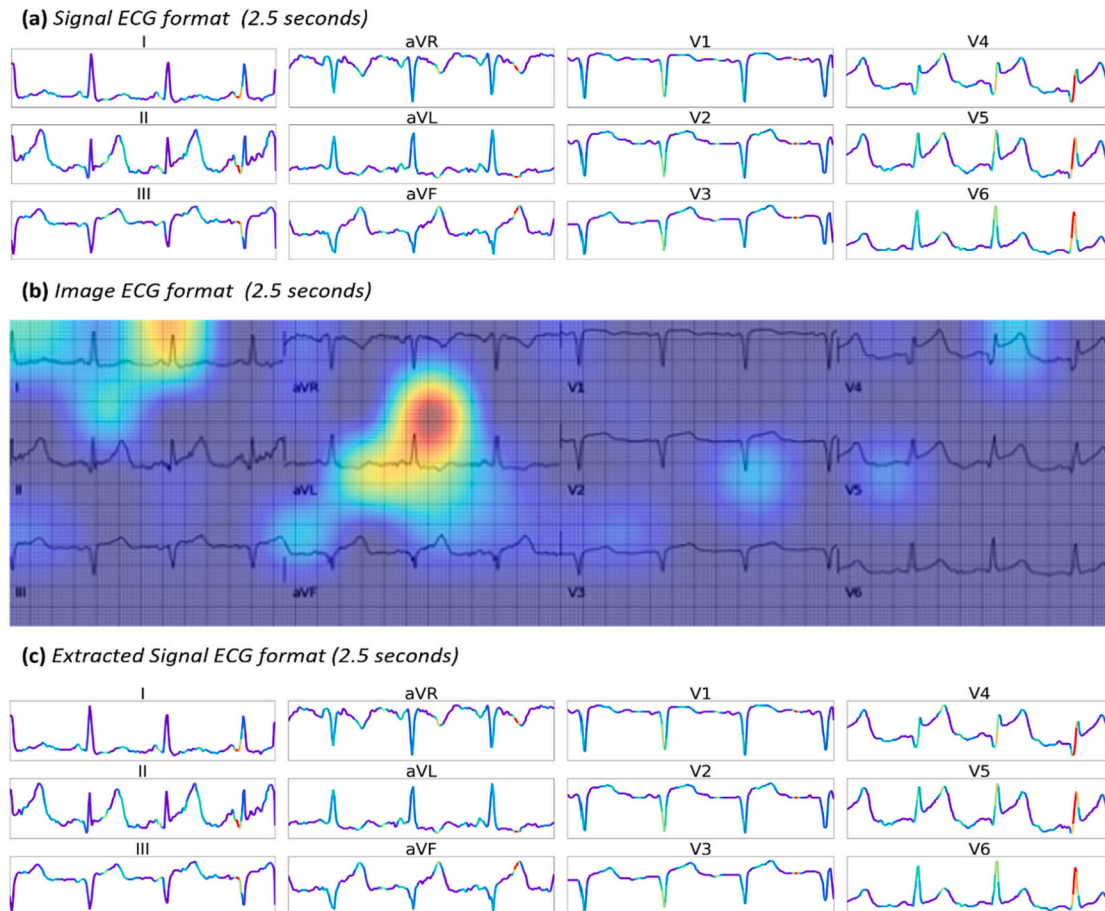 (a) Signal ECG format (2.5 seconds)
I aVR V1 V4
II aVL V2 V5
III aVF V3 V6
(b) Image ECG format (2.5 seconds)
I aVR V1 V4
II aVL V2 V5
III aVF V3 V6
(c) Extracted Signal ECG format (2.5 seconds)
I aVR V1 V4
II aVL V2 V5
III aVF V3 V6